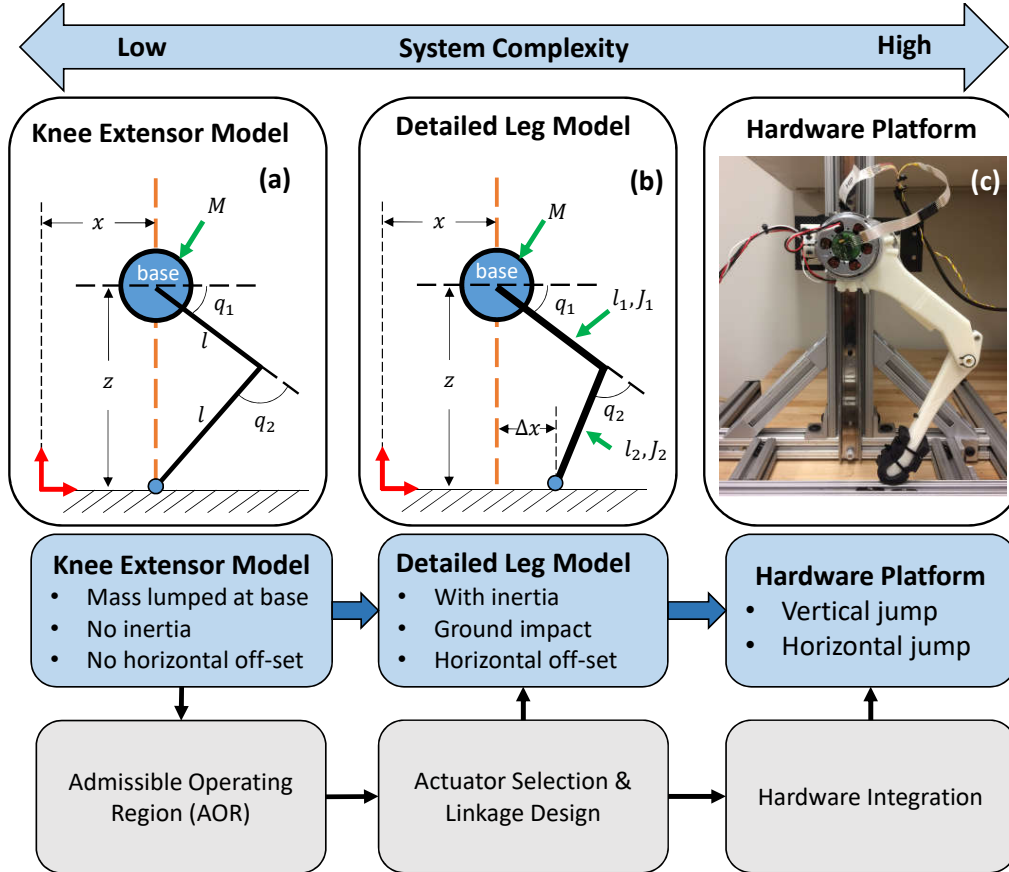 Low System Complexity High
Knee Extensor Model
(a)
M
x
base
q₁
l
z
l
q₂
Detailed Leg Model
(b)
M
x
base
q₁
l₁, J₁
z
q₂
Δx
l₂, J₂
Hardware Platform
(c)
Knee Extensor Model
• Mass lumped at base
• No inertia
• No horizontal off-set
Detailed Leg Model
• With inertia
• Ground impact
• Horizontal off-set
Hardware Platform
• Vertical jump
• Horizontal jump
Admissible Operating
Region (AOR)
Actuator Selection &
Linkage Design
Hardware Integration